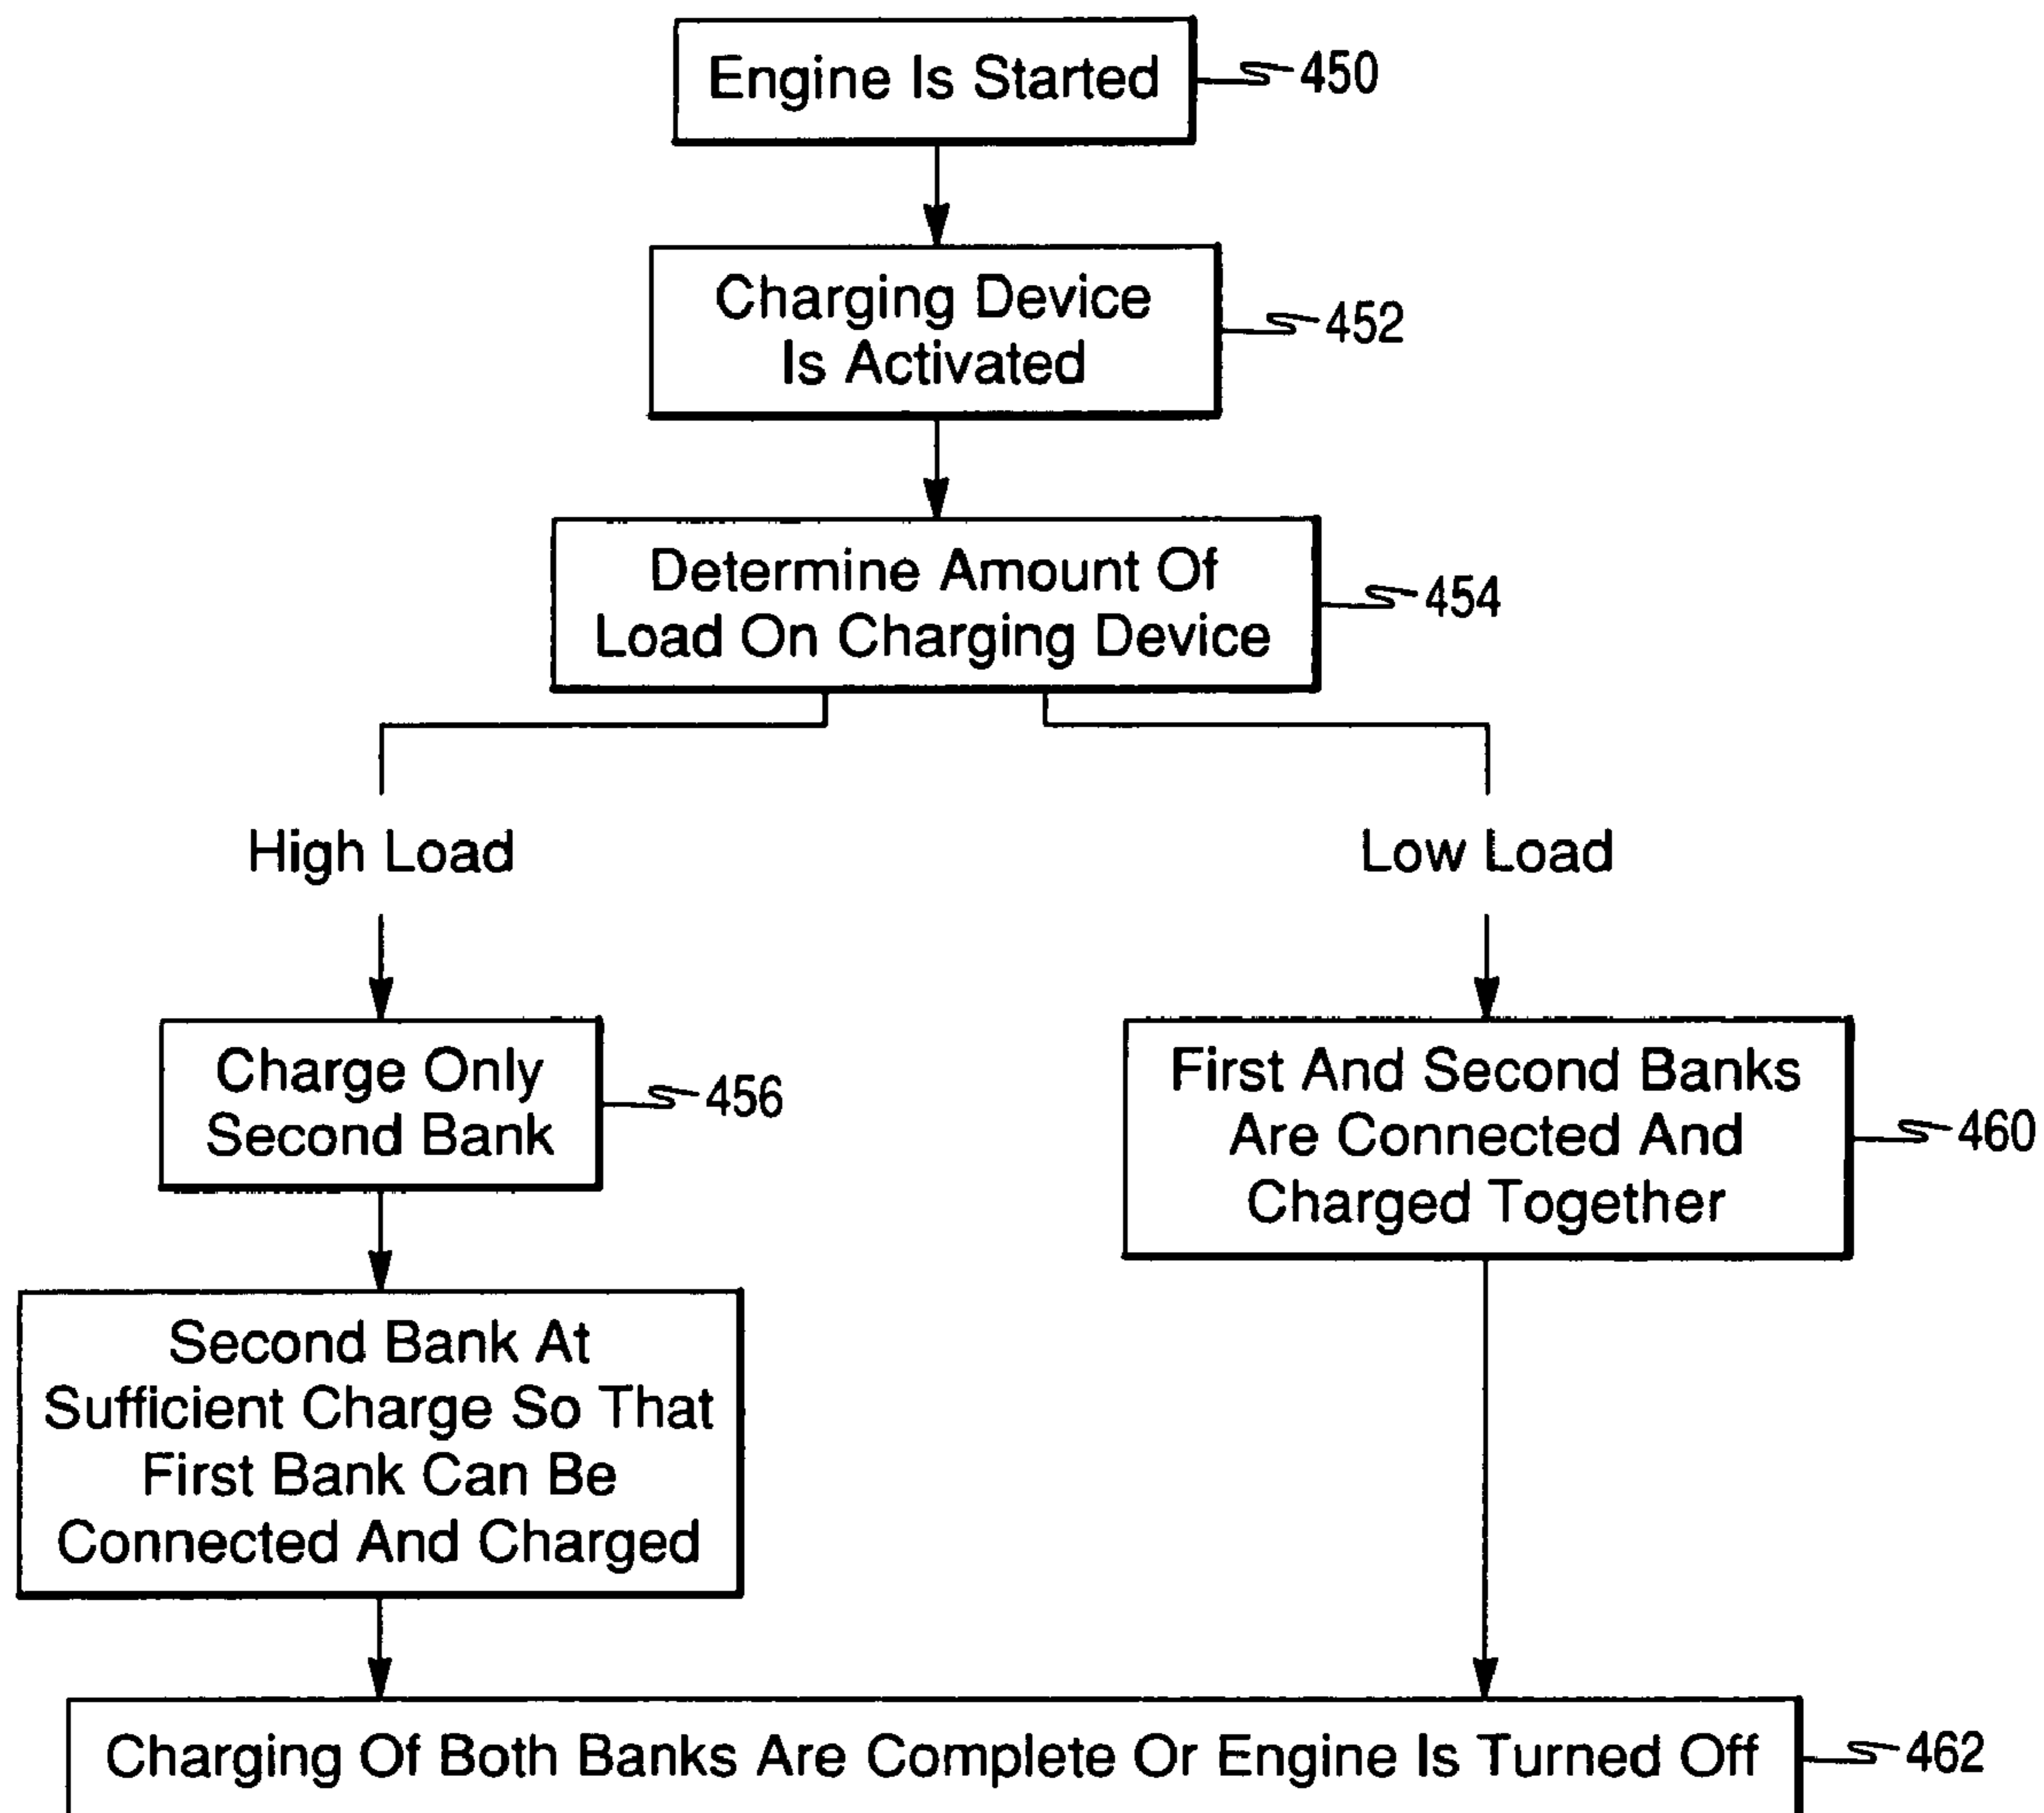 Engine Is Started
450
Charging Device
Is Activated
452
Determine Amount Of
Load On Charging Device
454
High Load
Low Load
Charge Only
Second Bank
456
First And Second Banks
Are Connected And
Charged Together
460
Second Bank At
Sufficient Charge So That
First Bank Can Be
Connected And Charged
Charging Of Both Banks Are Complete Or Engine Is Turned Off
462